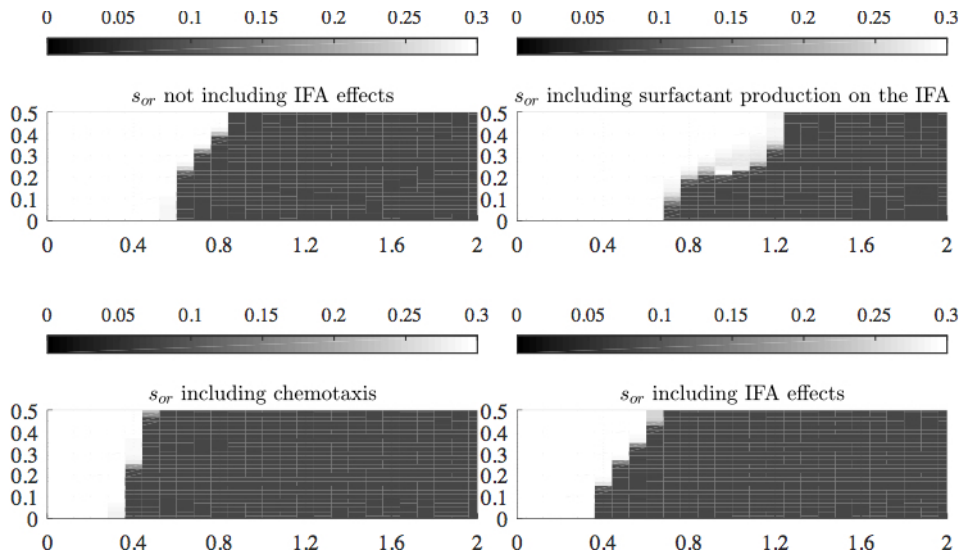 0 0.05 0.1 0.15 0.2 0.25 0.3
s_or not including IFA effects
0.5
0.4
0.3
0.2
0.1
0
0 0.4 0.8 1.2 1.6 2
0 0.05 0.1 0.15 0.2 0.25 0.3
s_or including surfactant production on the IFA
0.5
0.4
0.3
0.2
0.1
0
0 0.4 0.8 1.2 1.6 2
0 0.05 0.1 0.15 0.2 0.25 0.3
s_or including chemotaxis
0.5
0.4
0.3
0.2
0.1
0
0 0.4 0.8 1.2 1.6 2
0 0.05 0.1 0.15 0.2 0.25 0.3
s_or including IFA effects
0.5
0.4
0.3
0.2
0.1
0
0 0.4 0.8 1.2 1.6 2